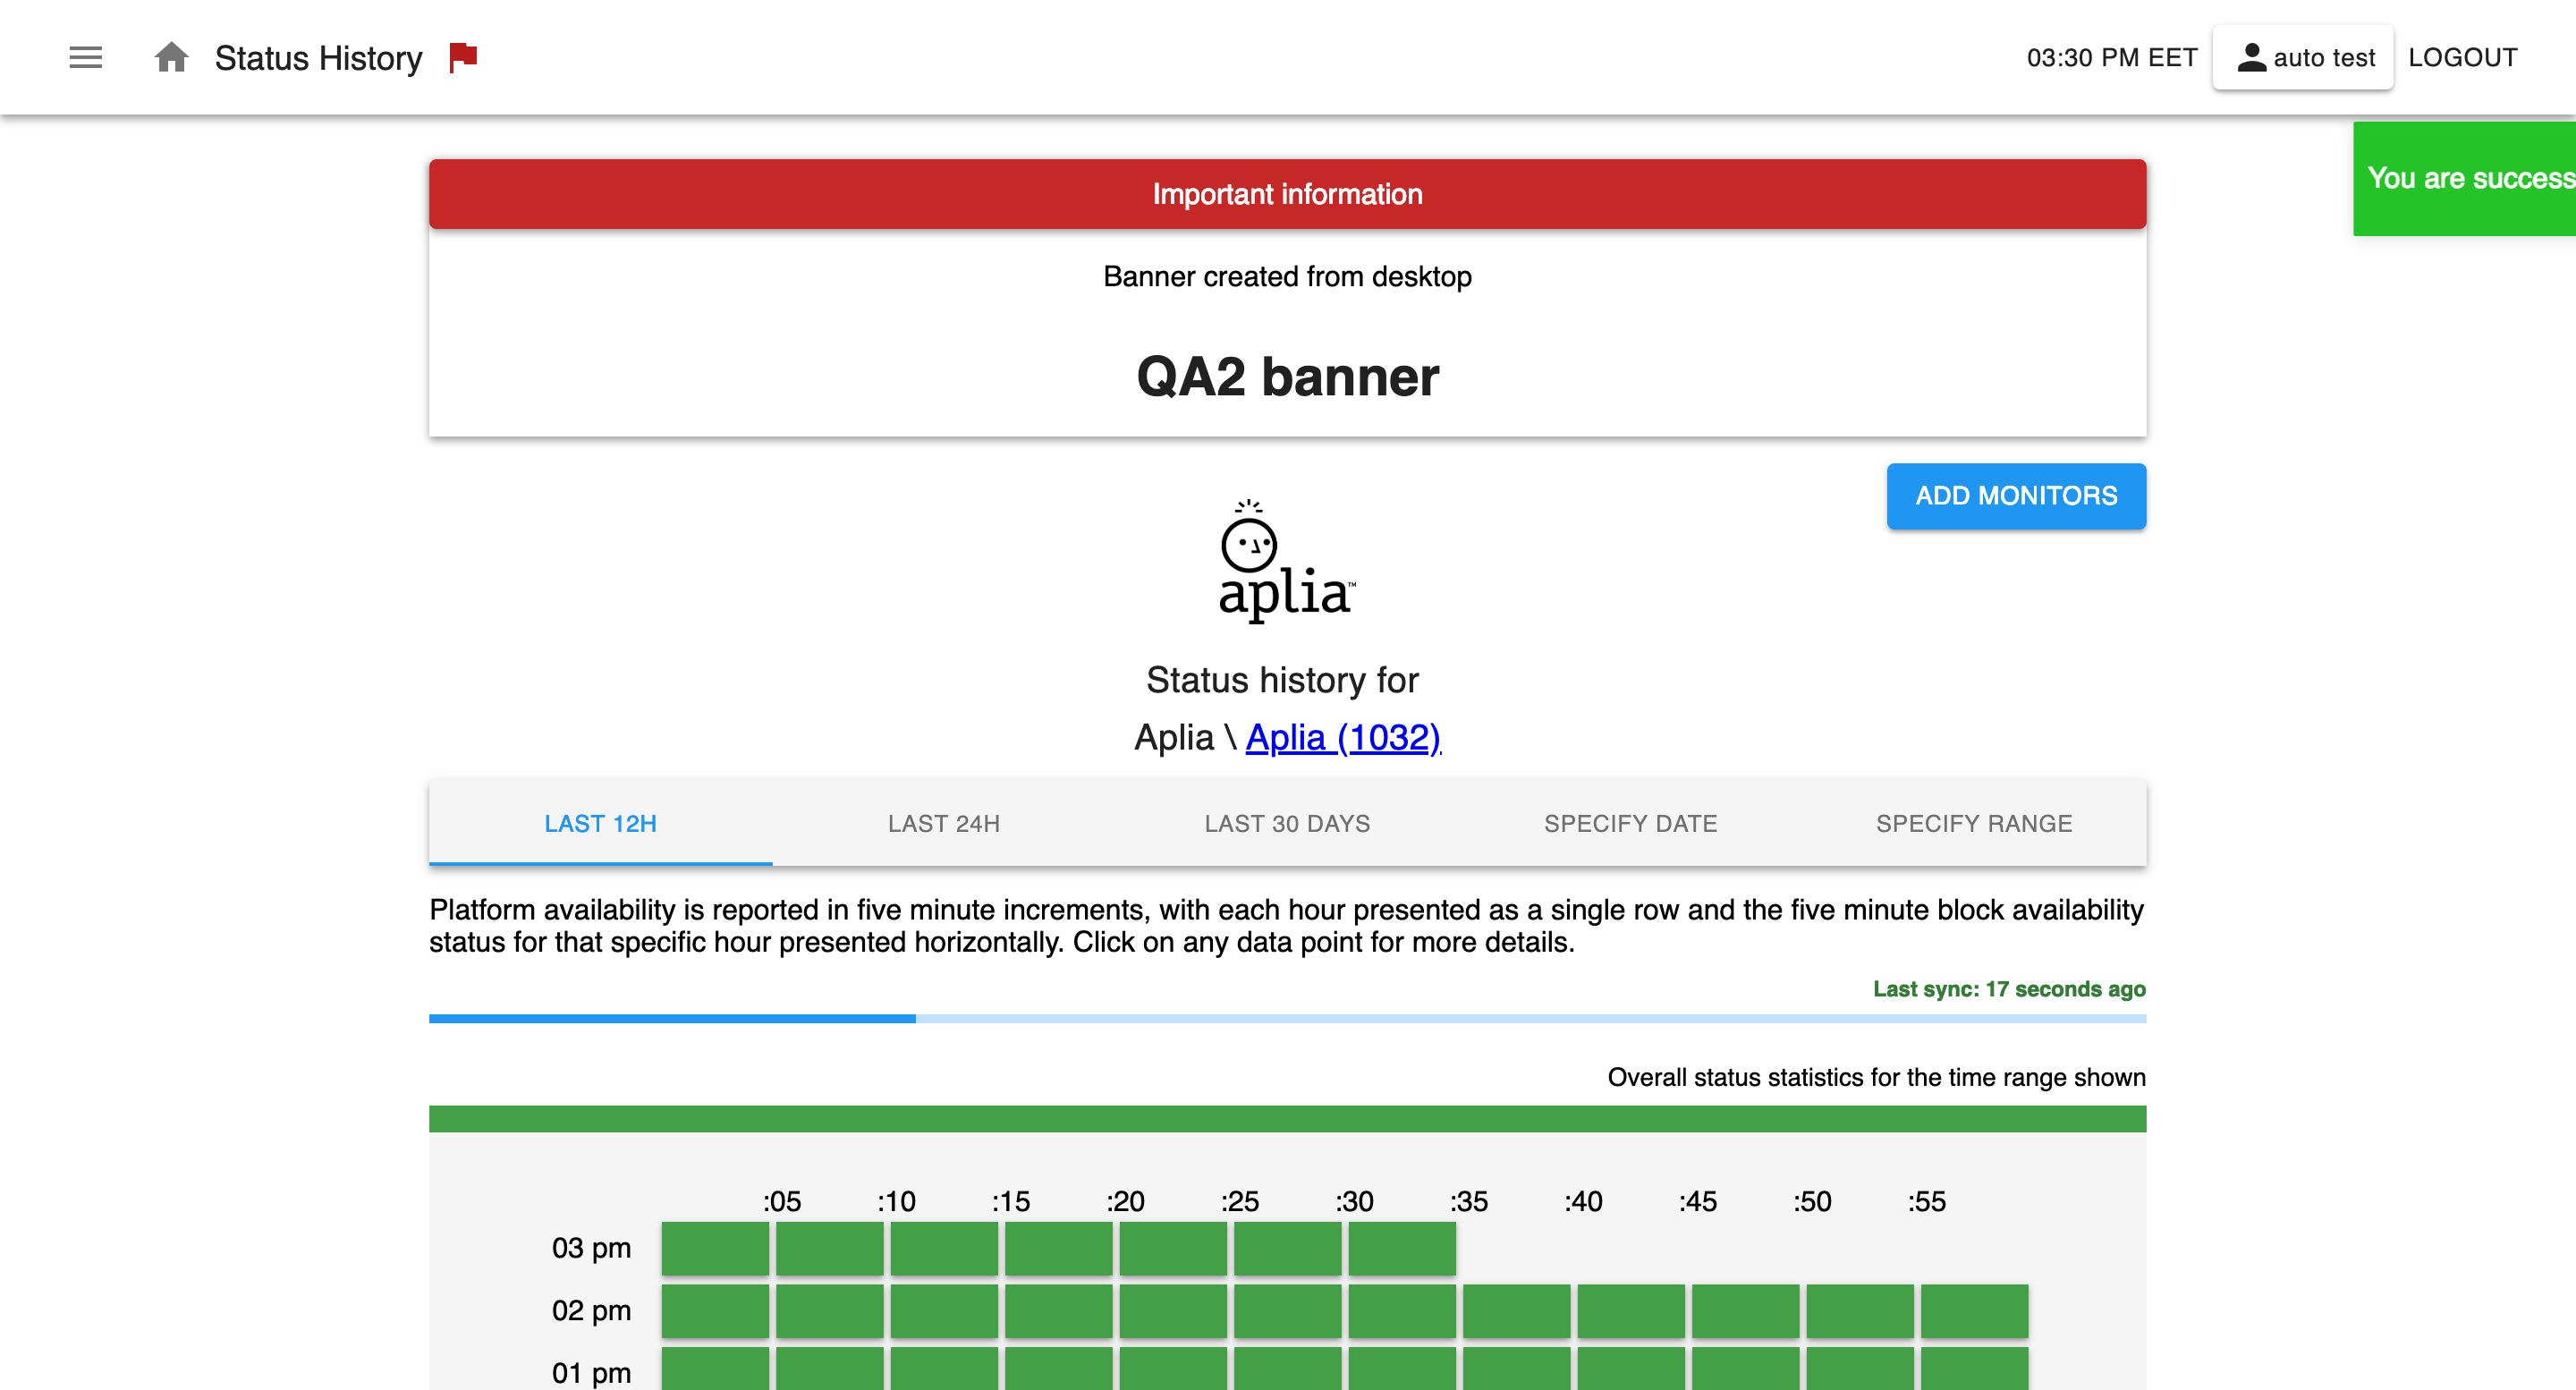 Status History
03:30 PM EET
auto test
LOGOUT
You are success
Important information
Banner created from desktop
QA2 banner
ADD MONITORS
aplia™
Status history for
Aplia \ Aplia (1032)
LAST 12H
LAST 24H
LAST 30 DAYS
SPECIFY DATE
SPECIFY RANGE
Platform availability is reported in five minute increments, with each hour presented as a single row and the five minute block availability
status for that specific hour presented horizontally. Click on any data point for more details.
Last sync: 17 seconds ago
Overall status statistics for the time range shown
:05 :10 :15 :20 :25 :30 :35 :40 :45 :50 :55
03 pm
02 pm
01 pm